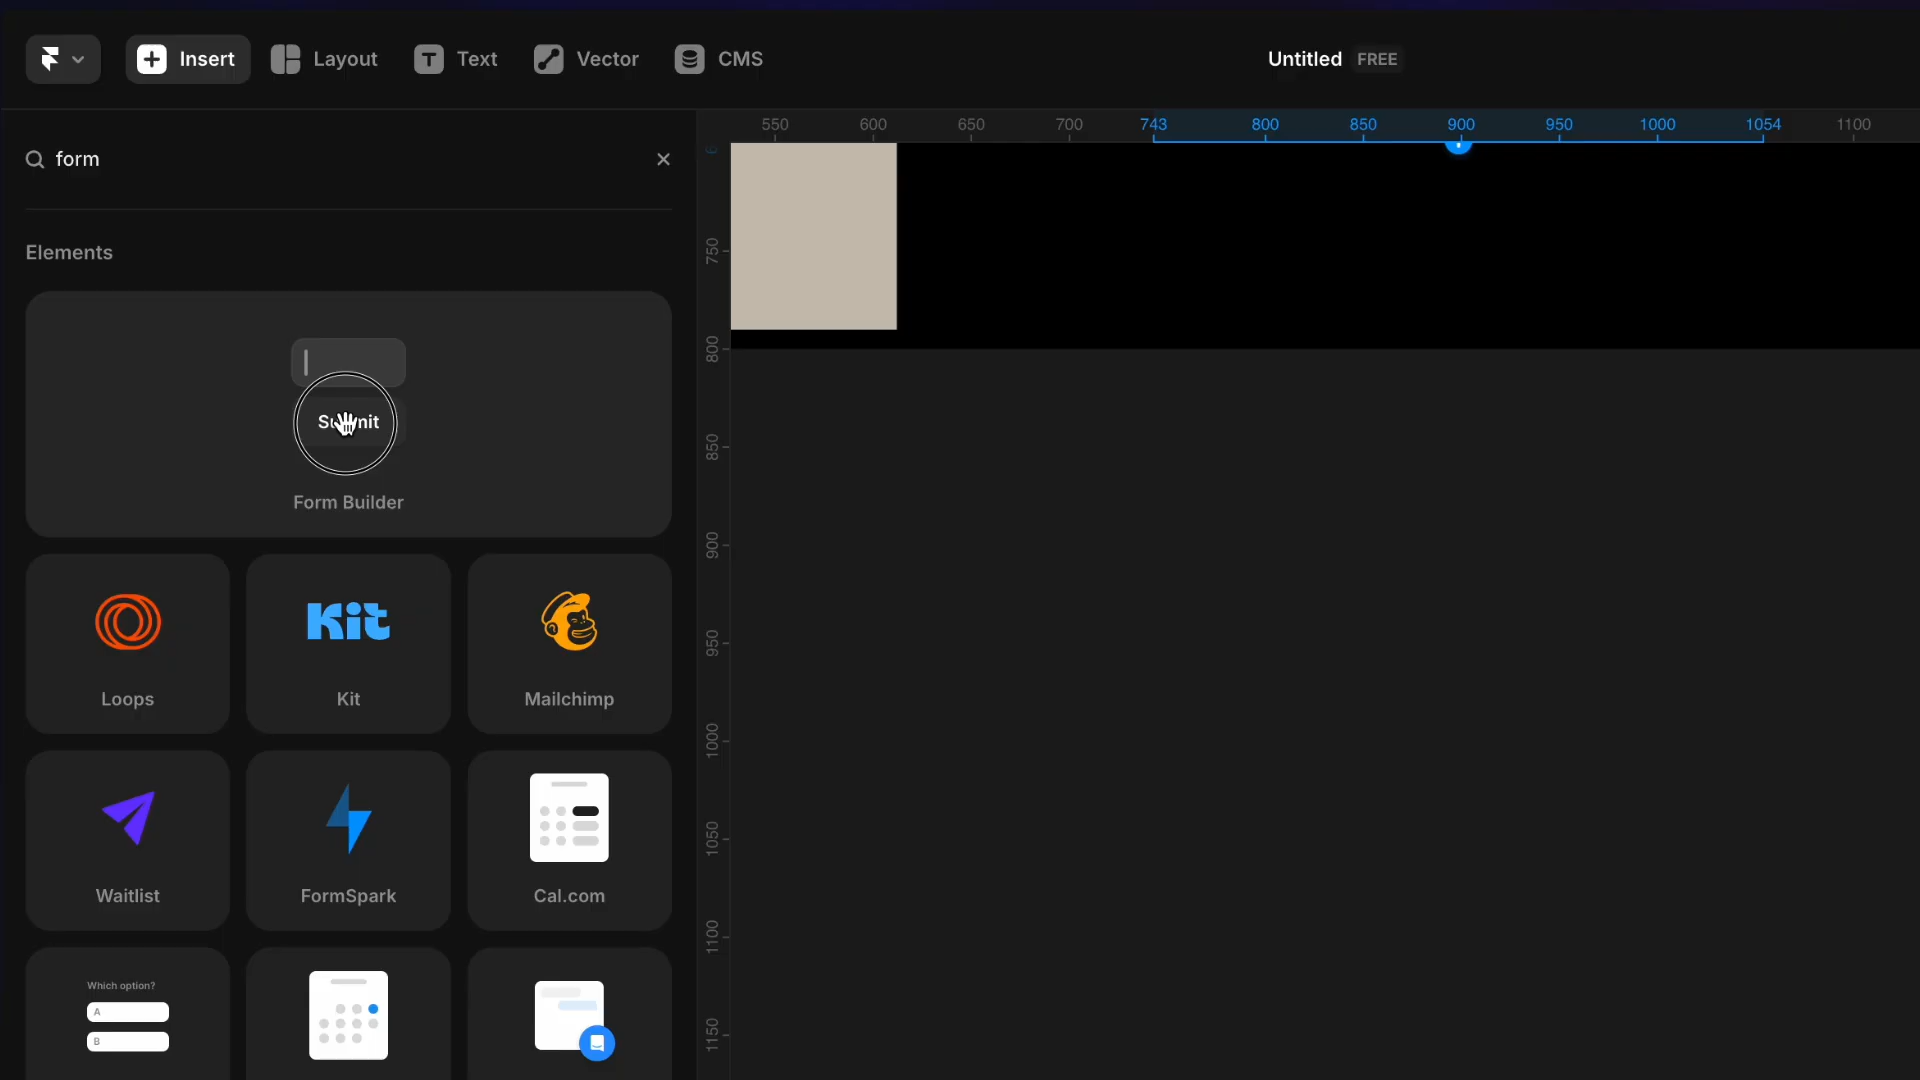 Insert
Layout
Text
Vector
CMS
Untitled FREE
form
550 600 650 700 743 800 850 900 950 1000 1054 1100
Elements
750
800
850
900
950
1000
1050
1100
1150
Form Builder
Loops
Kit
Kit
Mailchimp
Waitlist
FormSpark
Cal.com
Which option?
A
B